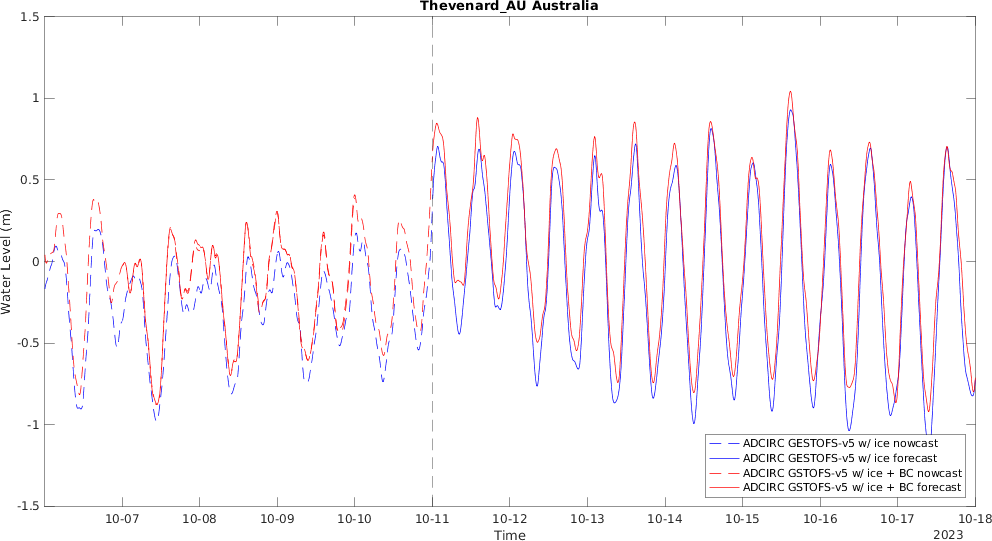 Thevenard_AU Australia
1.5
1
0.5
0
-0.5
-1
-1.5
Water Level (m)
10-07 10-08 10-09 10-10 10-11 10-12 10-13 10-14 10-15 10-16 10-17 10-18
Time
2023
ADCIRC GESTOFS-v5 w/ ice nowcast
ADCIRC GESTOFS-v5 w/ ice forecast
ADCIRC GSTOFS-v5 w/ ice + BC nowcast
ADCIRC GSTOFS-v5 w/ ice + BC forecast